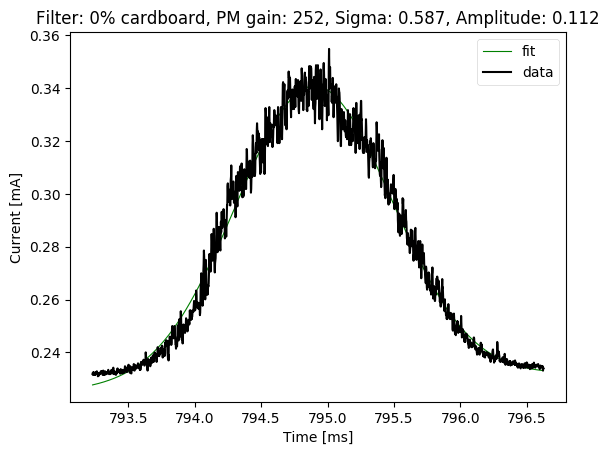 Filter: 0% cardboard, PM gain: 252, Sigma: 0.587, Amplitude: 0.112
0.36
fit
data
0.34
0.32
0.30
0.28
0.26
0.24
Current [mA]
793.5 794.0 794.5 795.0 795.5 796.0 796.5
Time [ms]